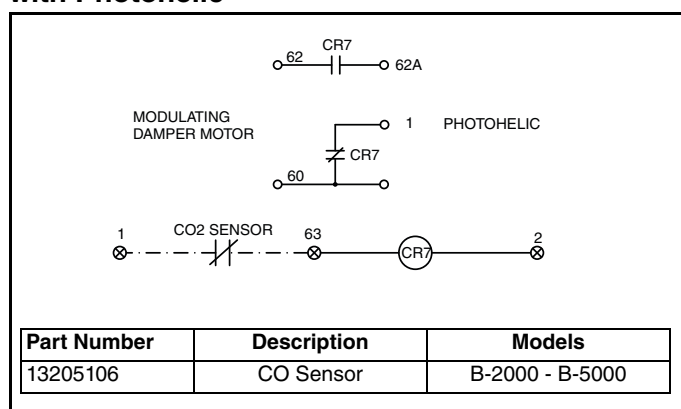 with Photohelic
CR7
62
62A
MODULATING
DAMPER MOTOR
1
PHOTOHELIC
CR7
60
1
CO2 SENSOR
63
2
CR7
Part Number Description Models
13205106 CO Sensor B-2000 - B-5000